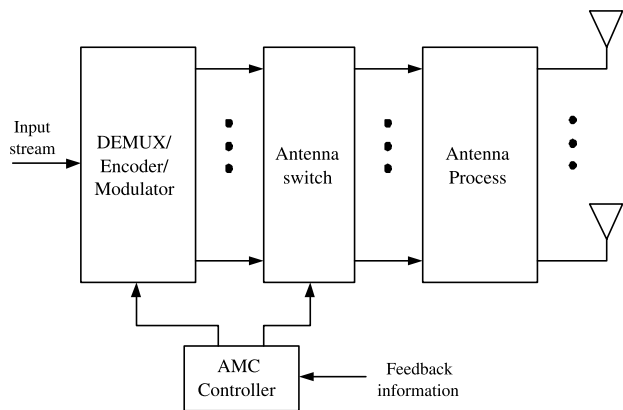 Input
stream
DEMUX/
Encoder/
Modulator
Antenna
switch
Antenna
Process
AMC
Controller
Feedback
information